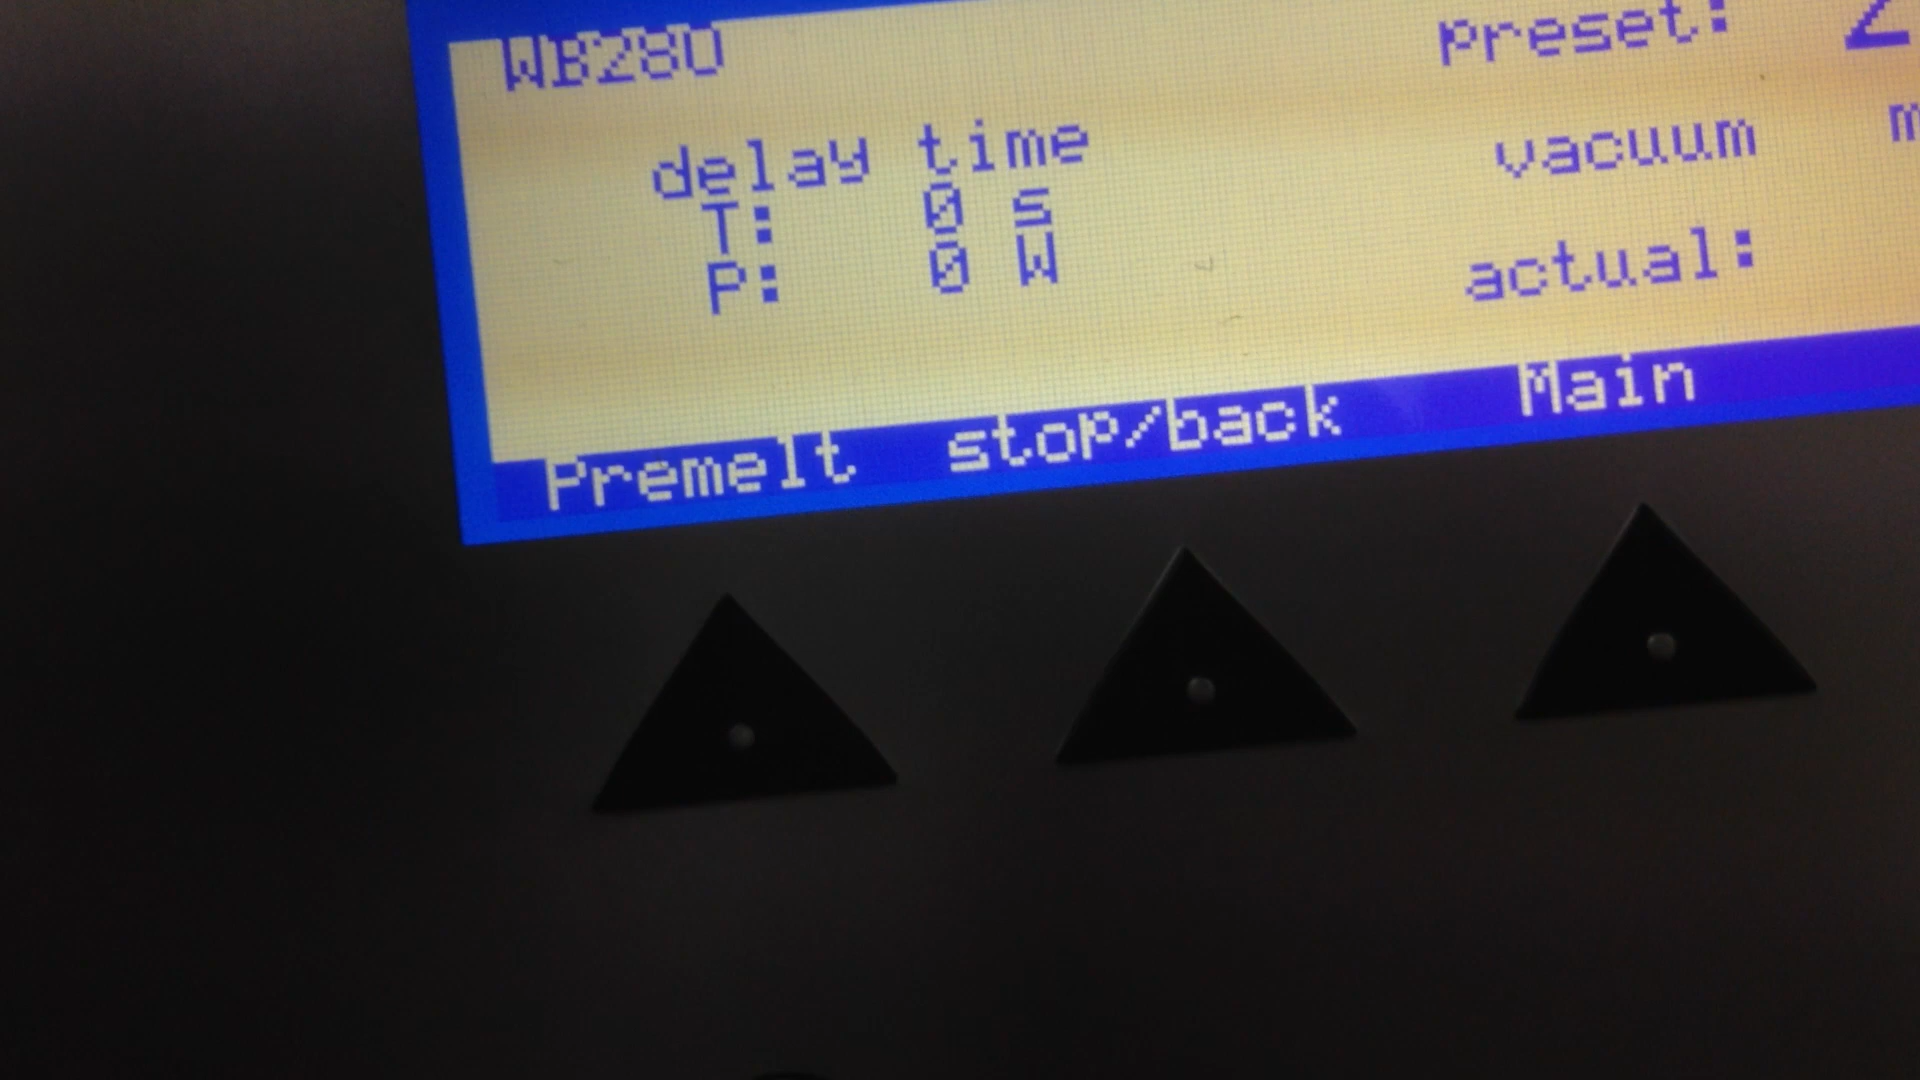 WB280
preset:
delay time
vacuum
T: 0 s
P: 0 W
actual:
Premelt stop/back Main